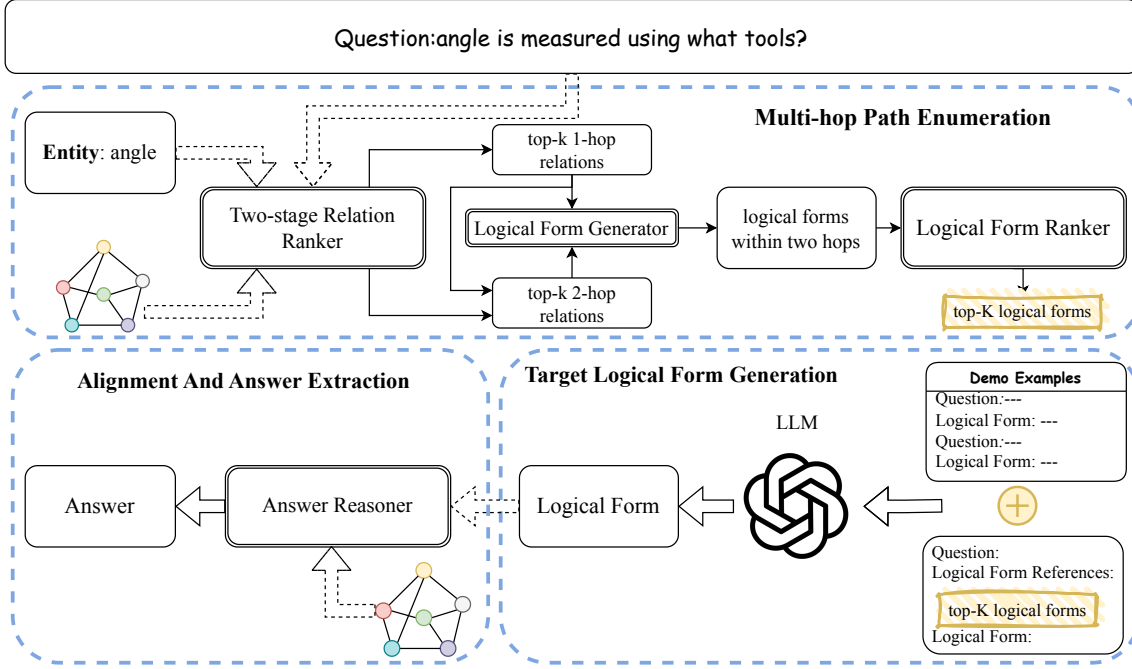 Question:angle is measured using what tools?
Multi-hop Path Enumeration
Entity: angle
Two-stage Relation
Ranker
top-k 1-hop
relations
Logical Form Generator
top-k 2-hop
relations
logical forms
within two hops
Logical Form Ranker
top-K logical forms
Alignment And Answer Extraction
Answer
Answer Reasoner
Target Logical Form Generation
Logical Form
LLM
Demo Examples
Question:---
Logical Form: ---
Question:---
Logical Form: ---
Question:
Logical Form References:
top-K logical forms
Logical Form: